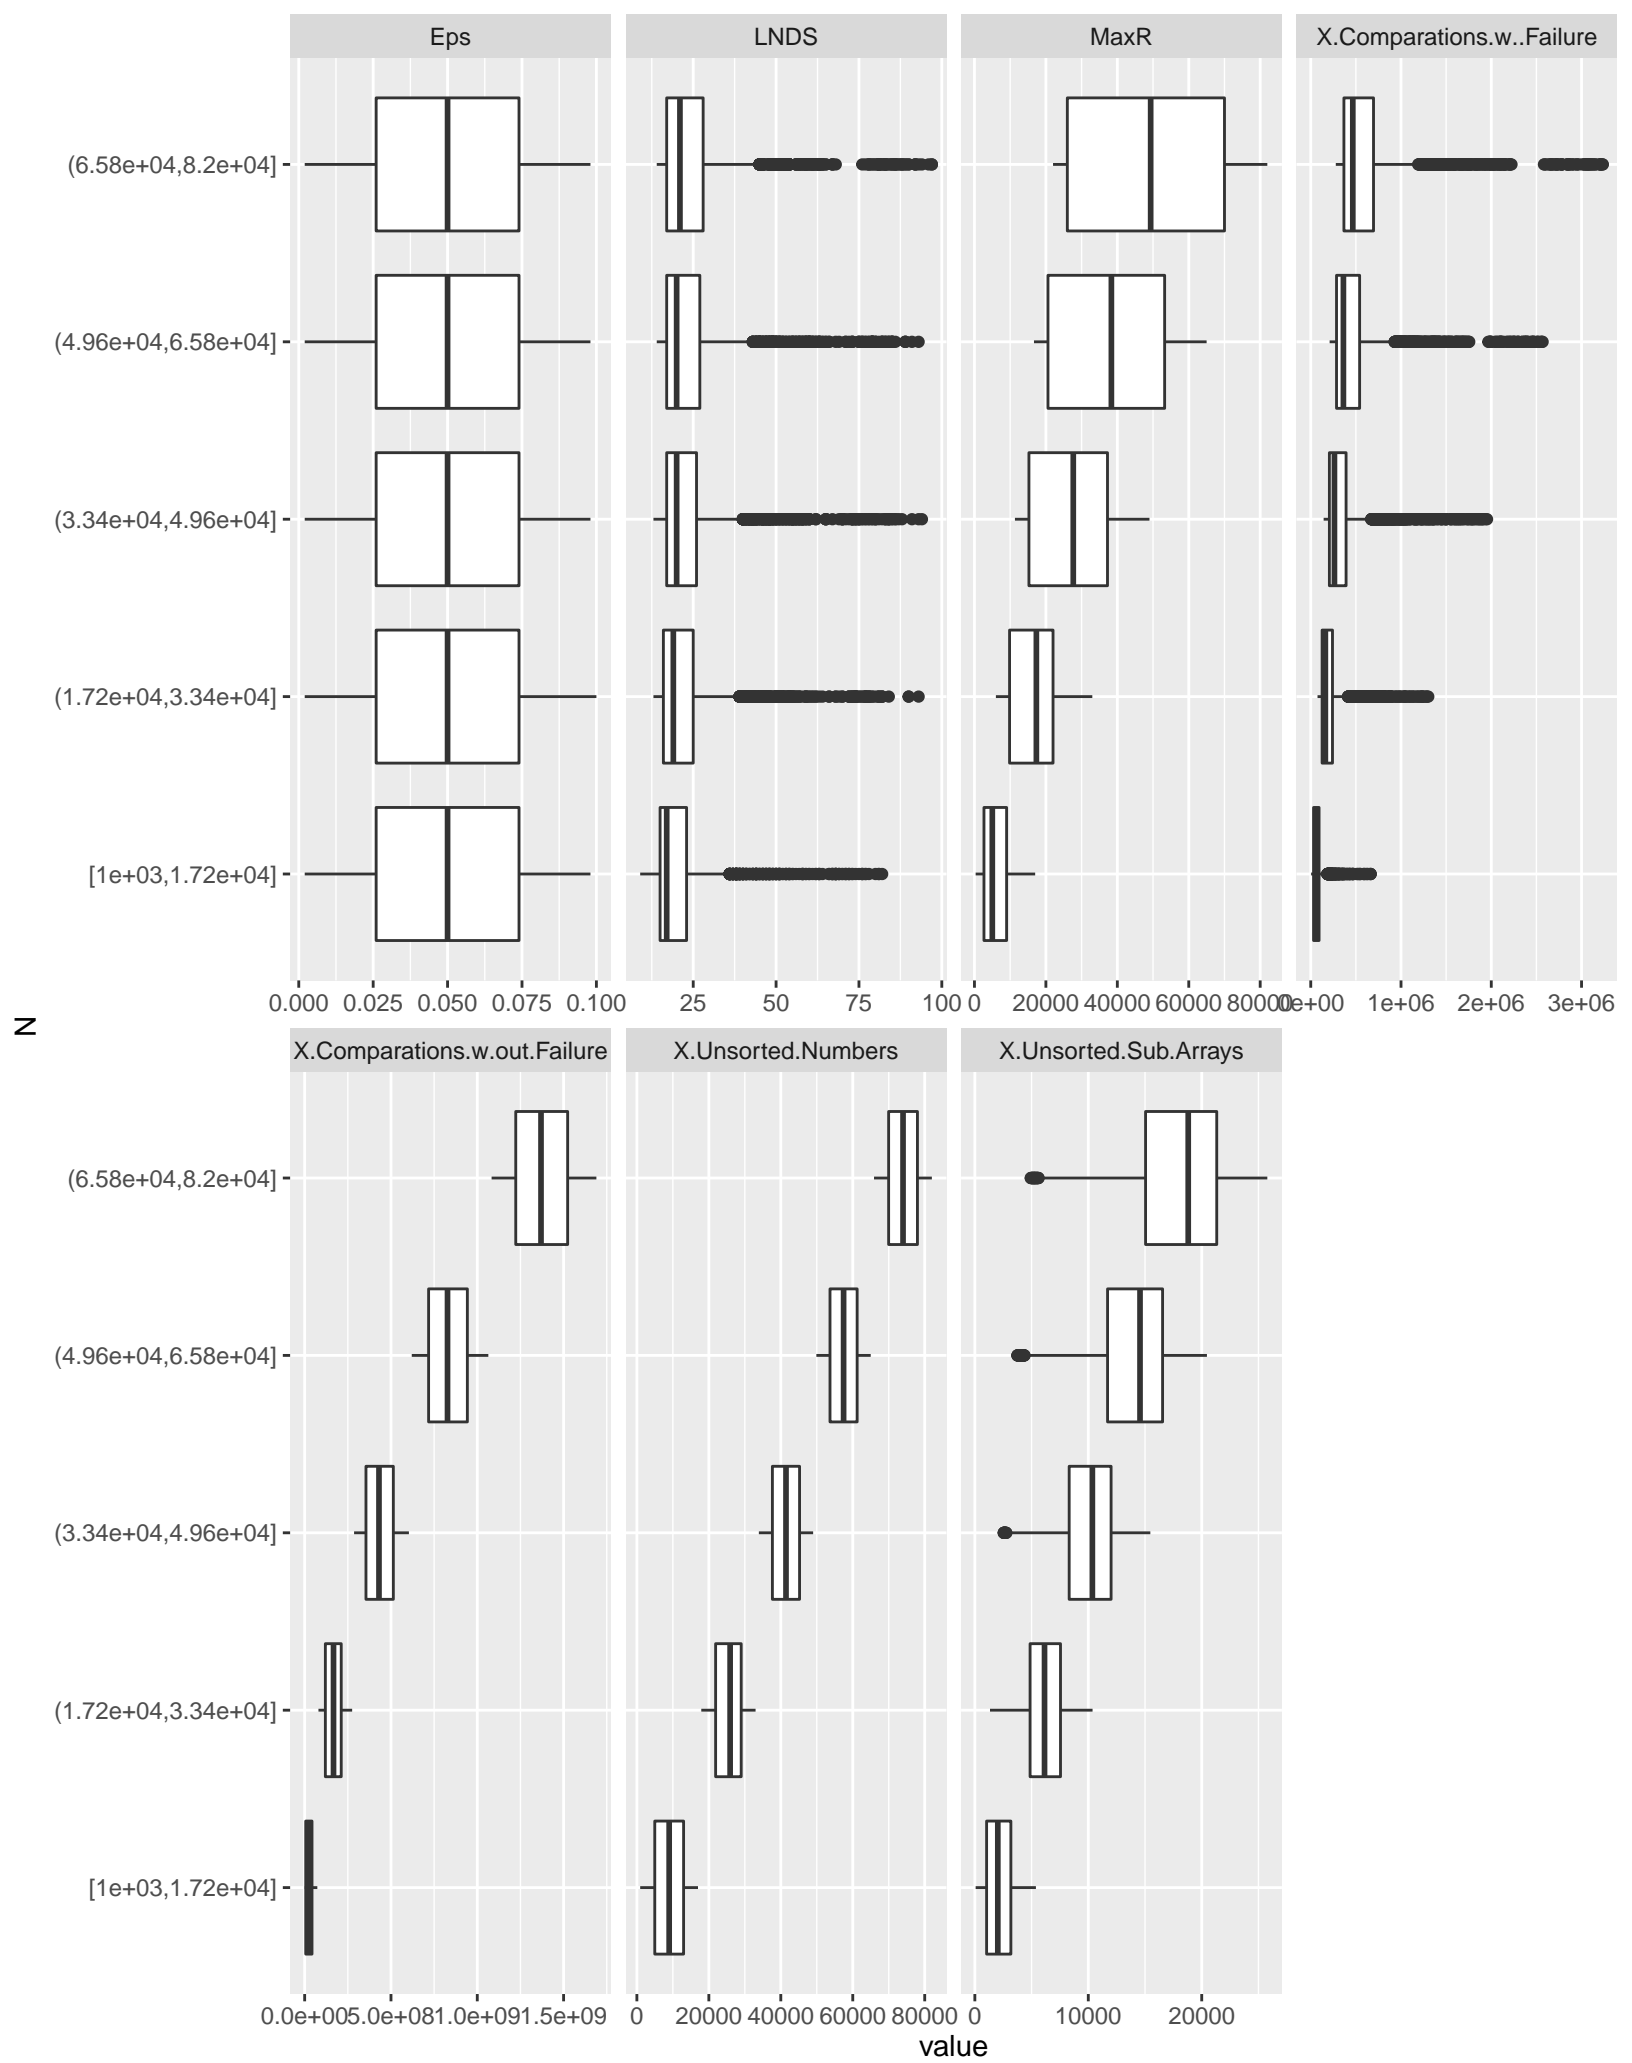 Eps LNDS MaxR X.Comparations.w..Failure
(6.58e+04,8.2e+04]
(4.96e+04,6.58e+04]
(3.34e+04,4.96e+04]
(1.72e+04,3.34e+04]
[1e+03,1.72e+04]
0.000 0.025 0.050 0.075 0.100 25 50 75 100 0 20000 40000 60000 80000 0e+00 1e+06 2e+06 3e+06
N
X.Comparations.w.out.Failure X.Unsorted.Numbers X.Unsorted.Sub.Arrays
(6.58e+04,8.2e+04]
(4.96e+04,6.58e+04]
(3.34e+04,4.96e+04]
(1.72e+04,3.34e+04]
[1e+03,1.72e+04]
0.0e+00 5.0e+08 1.0e+09 1.5e+09 0 20000 40000 60000 80000 0 10000 20000
value